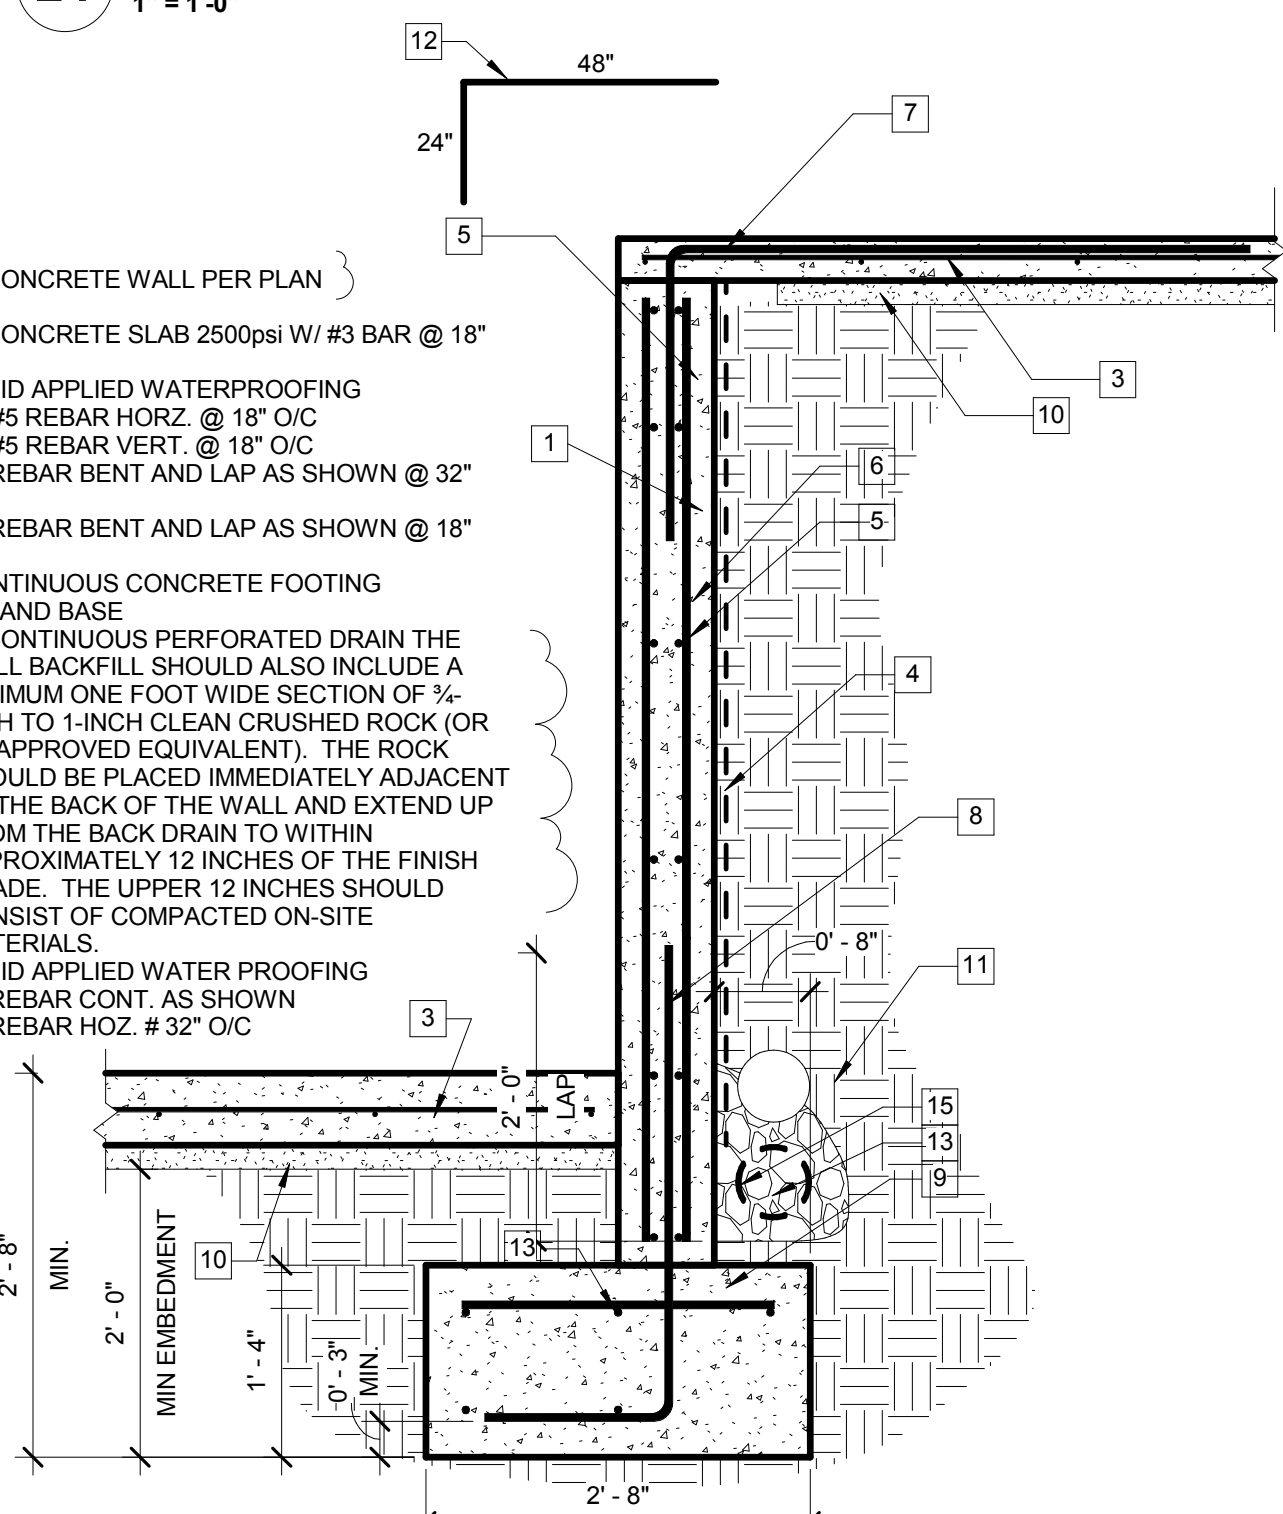 1" = 1'-0"
12
48"
24"
7
5
ONCRETE WALL PER PLAN
ONCRETE SLAB 2500psi W/ #3 BAR @ 18"
ID APPLIED WATERPROOFING
#5 REBAR HORZ. @ 18" O/C
#5 REBAR VERT. @ 18" O/C
REBAR BENT AND LAP AS SHOWN @ 32"
REBAR BENT AND LAP AS SHOWN @ 18"
NTINUOUS CONCRETE FOOTING
AND BASE
CONTINUOUS PERFORATED DRAIN THE
LL BACKFILL SHOULD ALSO INCLUDE A
IMUM ONE FOOT WIDE SECTION OF ¾-
H TO 1-INCH CLEAN CRUSHED ROCK (OR
APPROVED EQUIVALENT). THE ROCK
OULD BE PLACED IMMEDIATELY ADJACENT
THE BACK OF THE WALL AND EXTEND UP
OM THE BACK DRAIN TO WITHIN
PROXIMATELY 12 INCHES OF THE FINISH
ADE. THE UPPER 12 INCHES SHOULD
NSIST OF COMPACTED ON-SITE
TERIALS.
ID APPLIED WATER PROOFING
REBAR CONT. AS SHOWN
REBAR HOZ. # 32" O/C
3
10
1
6
5
4
8
0' - 8"
11
3
2' - 0"
LAP
15
13
9
13
10
2' - 8"
MIN.
2' - 0"
MIN EMBEDMENT
1' - 4"
0' - 3"
MIN.
2' - 8"